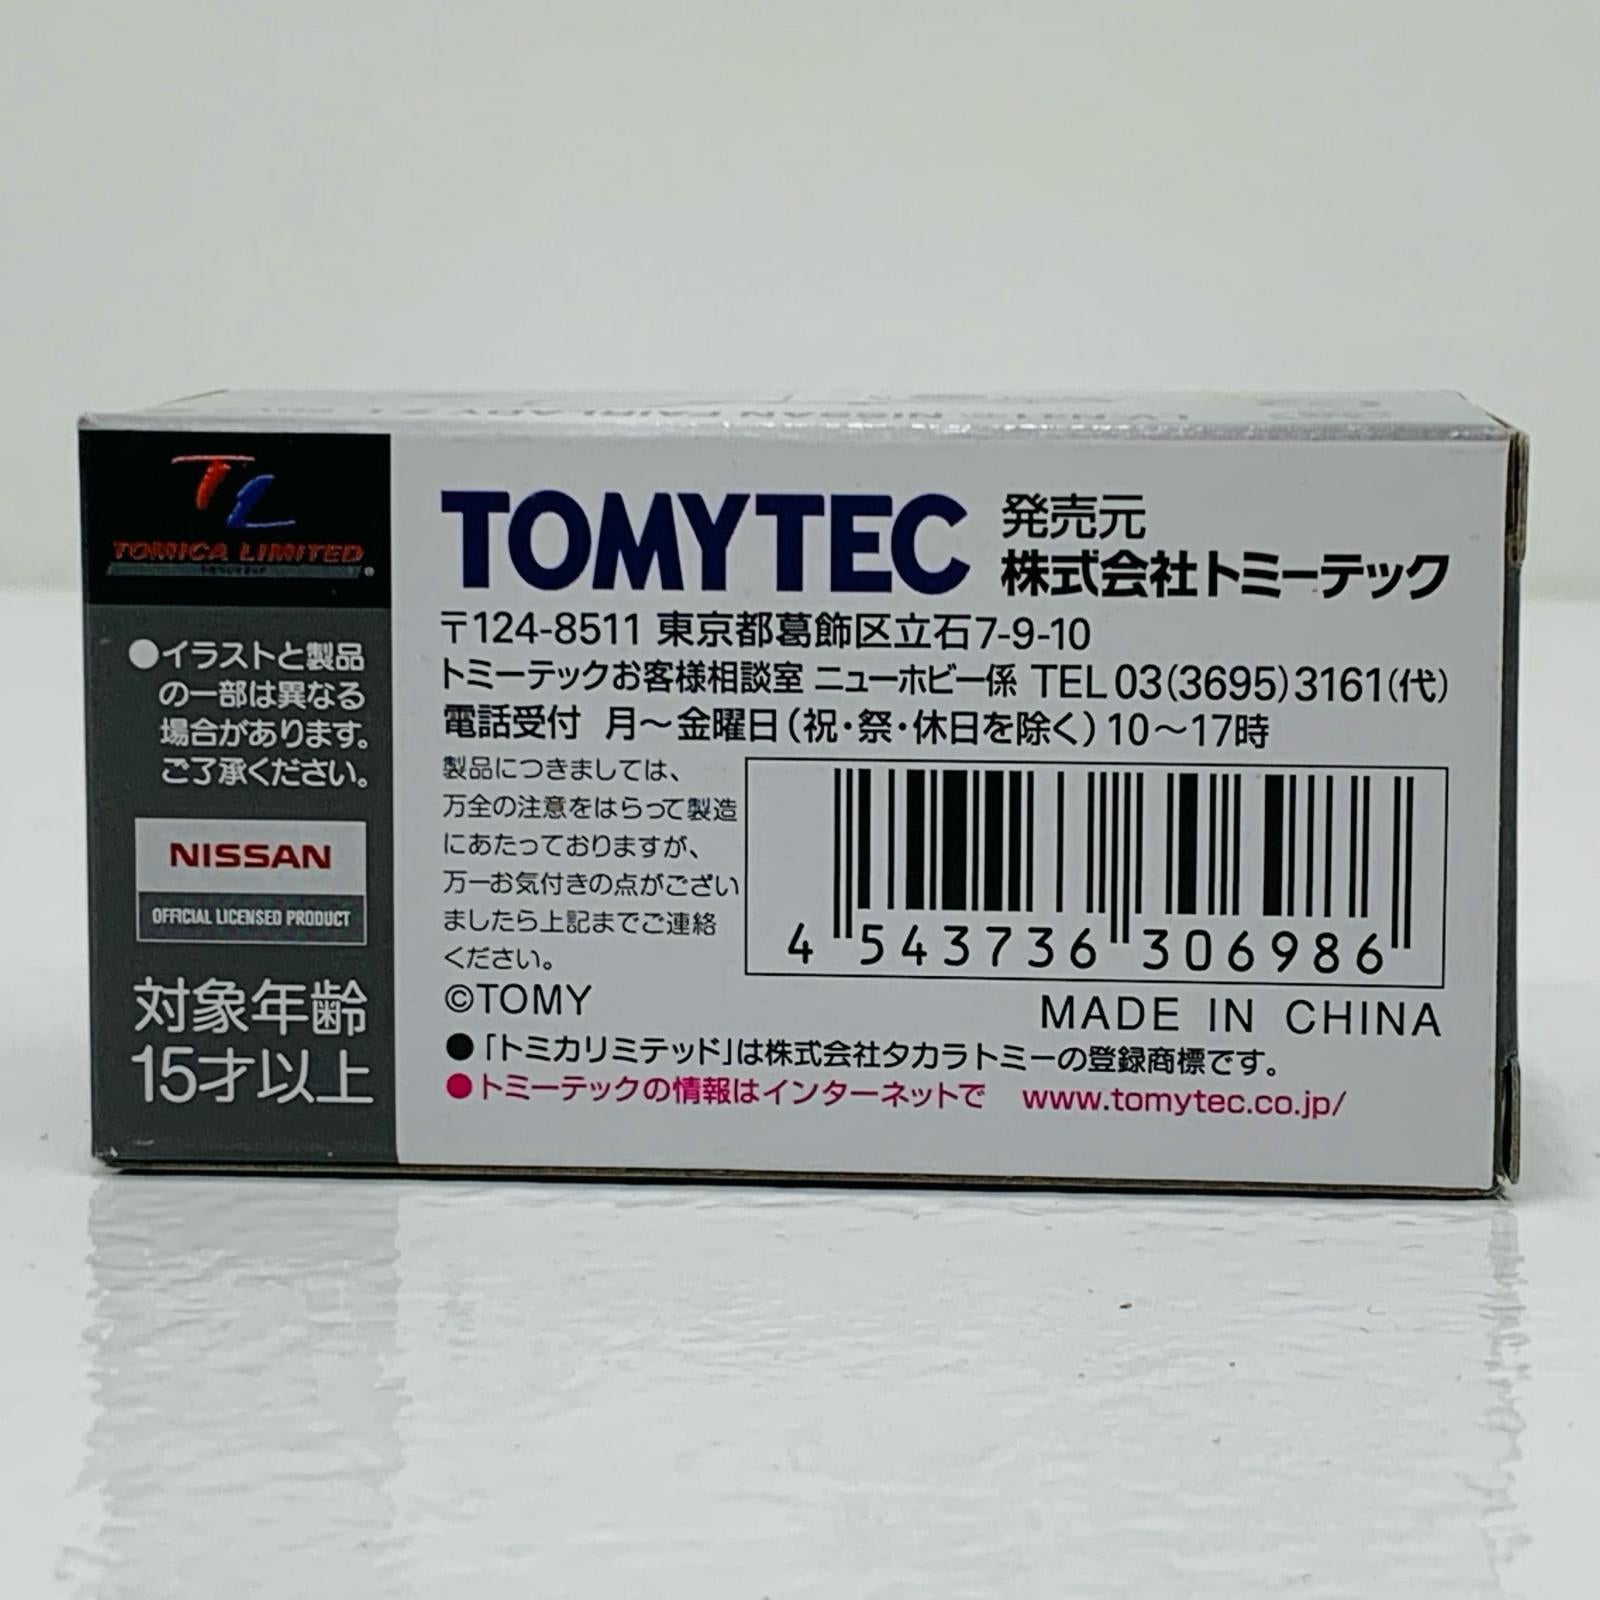 NISSAN FAIRLADY Z
TL
TOMICA LIMITED
●イラストと製品
の一部は異なる
場合があります。
ご了承ください。
NISSAN
OFFICIAL LICENSED PRODUCT
対象年齢
15才以上
TOMYTEC
発売元
株式会社トミーテック
〒124-8511 東京都葛飾区立石7-9-10
トミーテックお客様相談室 ニューホビー係 TEL 03(3695)3161(代)
電話受付 月〜金曜日(祝・祭・休日を除く)10〜17時
製品につきましては、
万全の注意をはらって製造
にあたっておりますが、
万一お気付きの点がござい
ましたら上記までご連絡
ください。
4 543736 306986
©TOMY
MADE IN CHINA
●「トミカリミテッド」は株式会社タカラトミーの登録商標です。
●トミーテックの情報はインターネットで www.tomytec.co.jp/